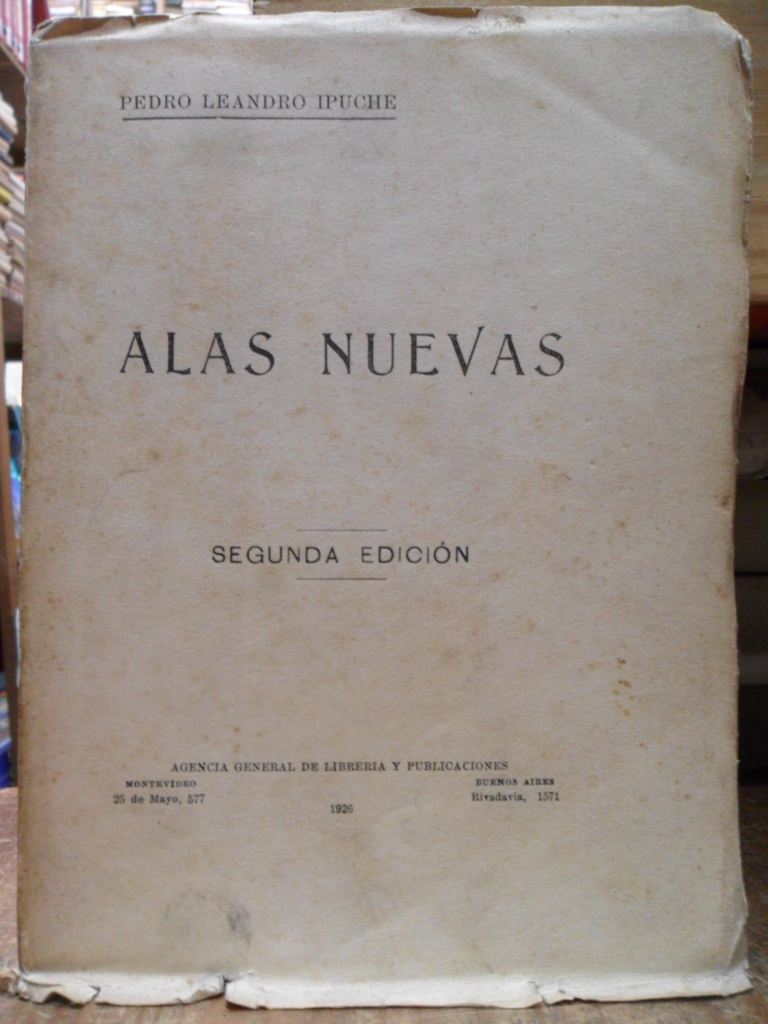 PEDRO LEANDRO IPUCHE
ALAS NUEVAS
SEGUNDA EDICIÓN
AGENCIA GENERAL DE LIBRERIA Y PUBLICACIONES
MONTEVIDEO
25 de Mayo, 577
BUENOS AIRES
Rivadavia, 1571
1926